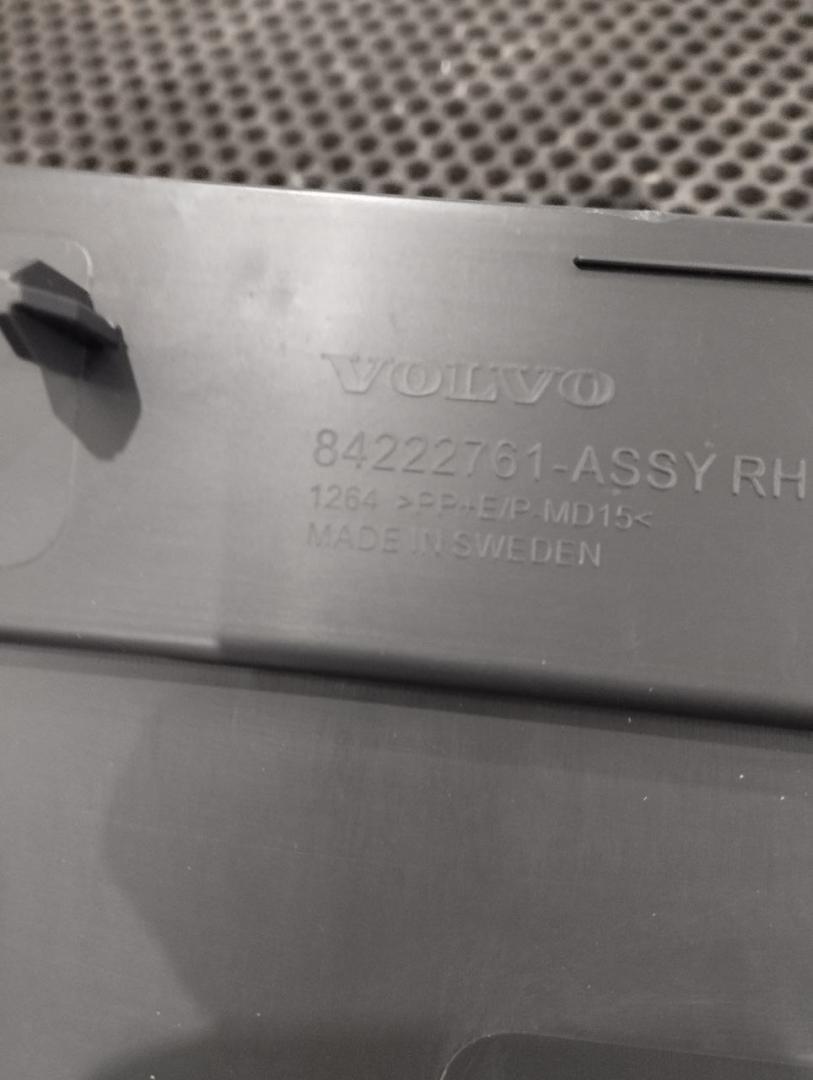 VOLVO
84222761-ASSY RH
1264 >PP+E/P-MD15<
MADE IN SWEDEN